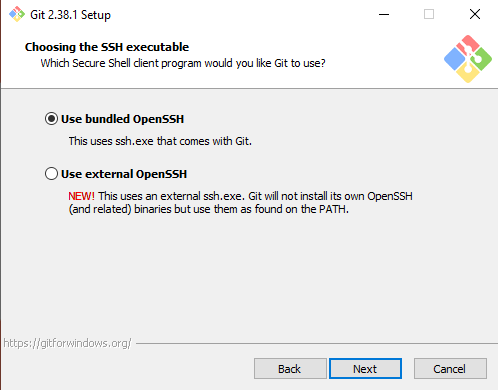 Git 2.38.1 Setup
Choosing the SSH executable
Which Secure Shell client program would you like Git to use?
Use bundled OpenSSH
This uses ssh.exe that comes with Git.
Use external OpenSSH
NEW! This uses an external ssh.exe. Git will not install its own OpenSSH
(and related) binaries but use them as found on the PATH.
https://gitforwindows.org/
Back Next Cancel